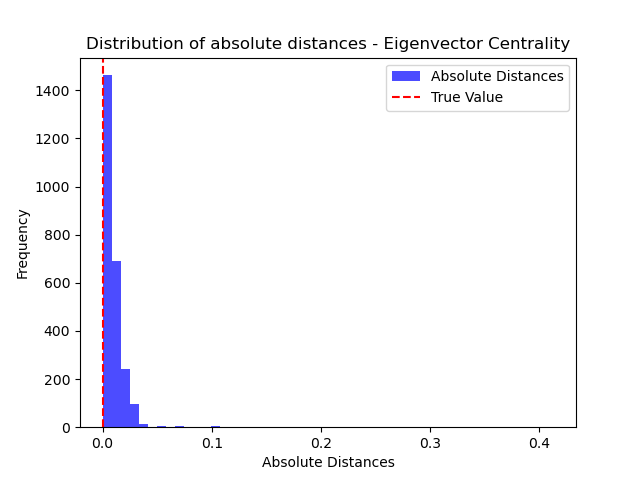 Distribution of absolute distances - Eigenvector Centrality
Absolute Distances
True Value
Frequency
1400
1200
1000
800
600
400
200
0
0.0 0.1 0.2 0.3 0.4
Absolute Distances